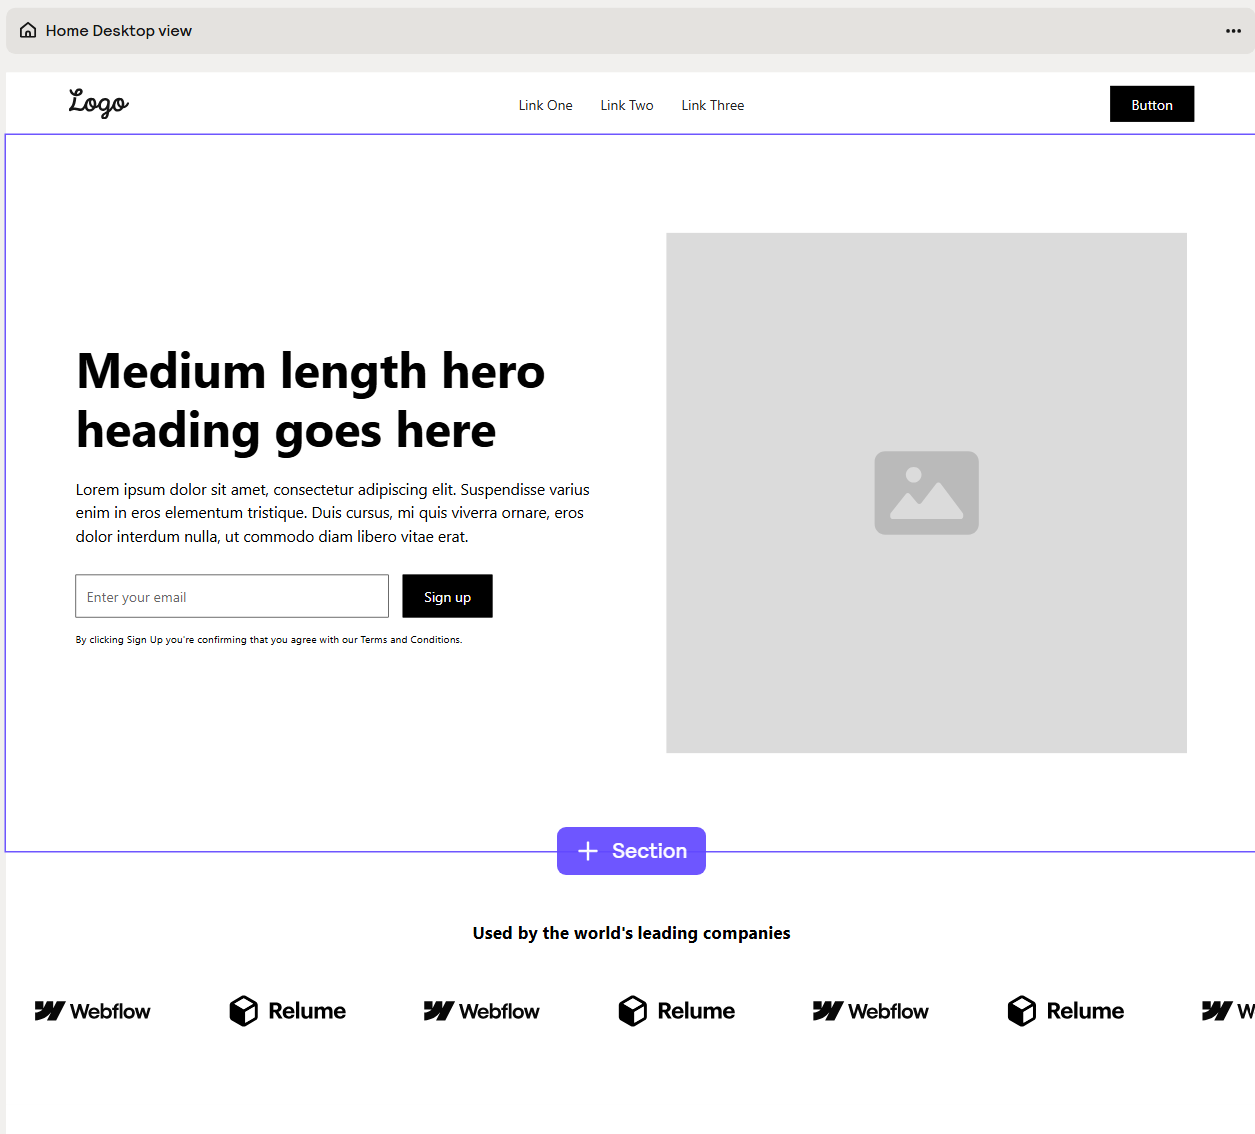 Home Desktop view
Logo
Link One Link Two Link Three
Button
Medium length hero
heading goes here
Lorem ipsum dolor sit amet, consectetur adipiscing elit. Suspendisse varius
enim in eros elementum tristique. Duis cursus, mi quis viverra ornare, eros
dolor interdum nulla, ut commodo diam libero vitae erat.
Enter your email
Sign up
By clicking Sign Up you're confirming that you agree with our Terms and Conditions.
Section
Used by the world's leading companies
Webflow Relume Webflow Relume Webflow Relume W